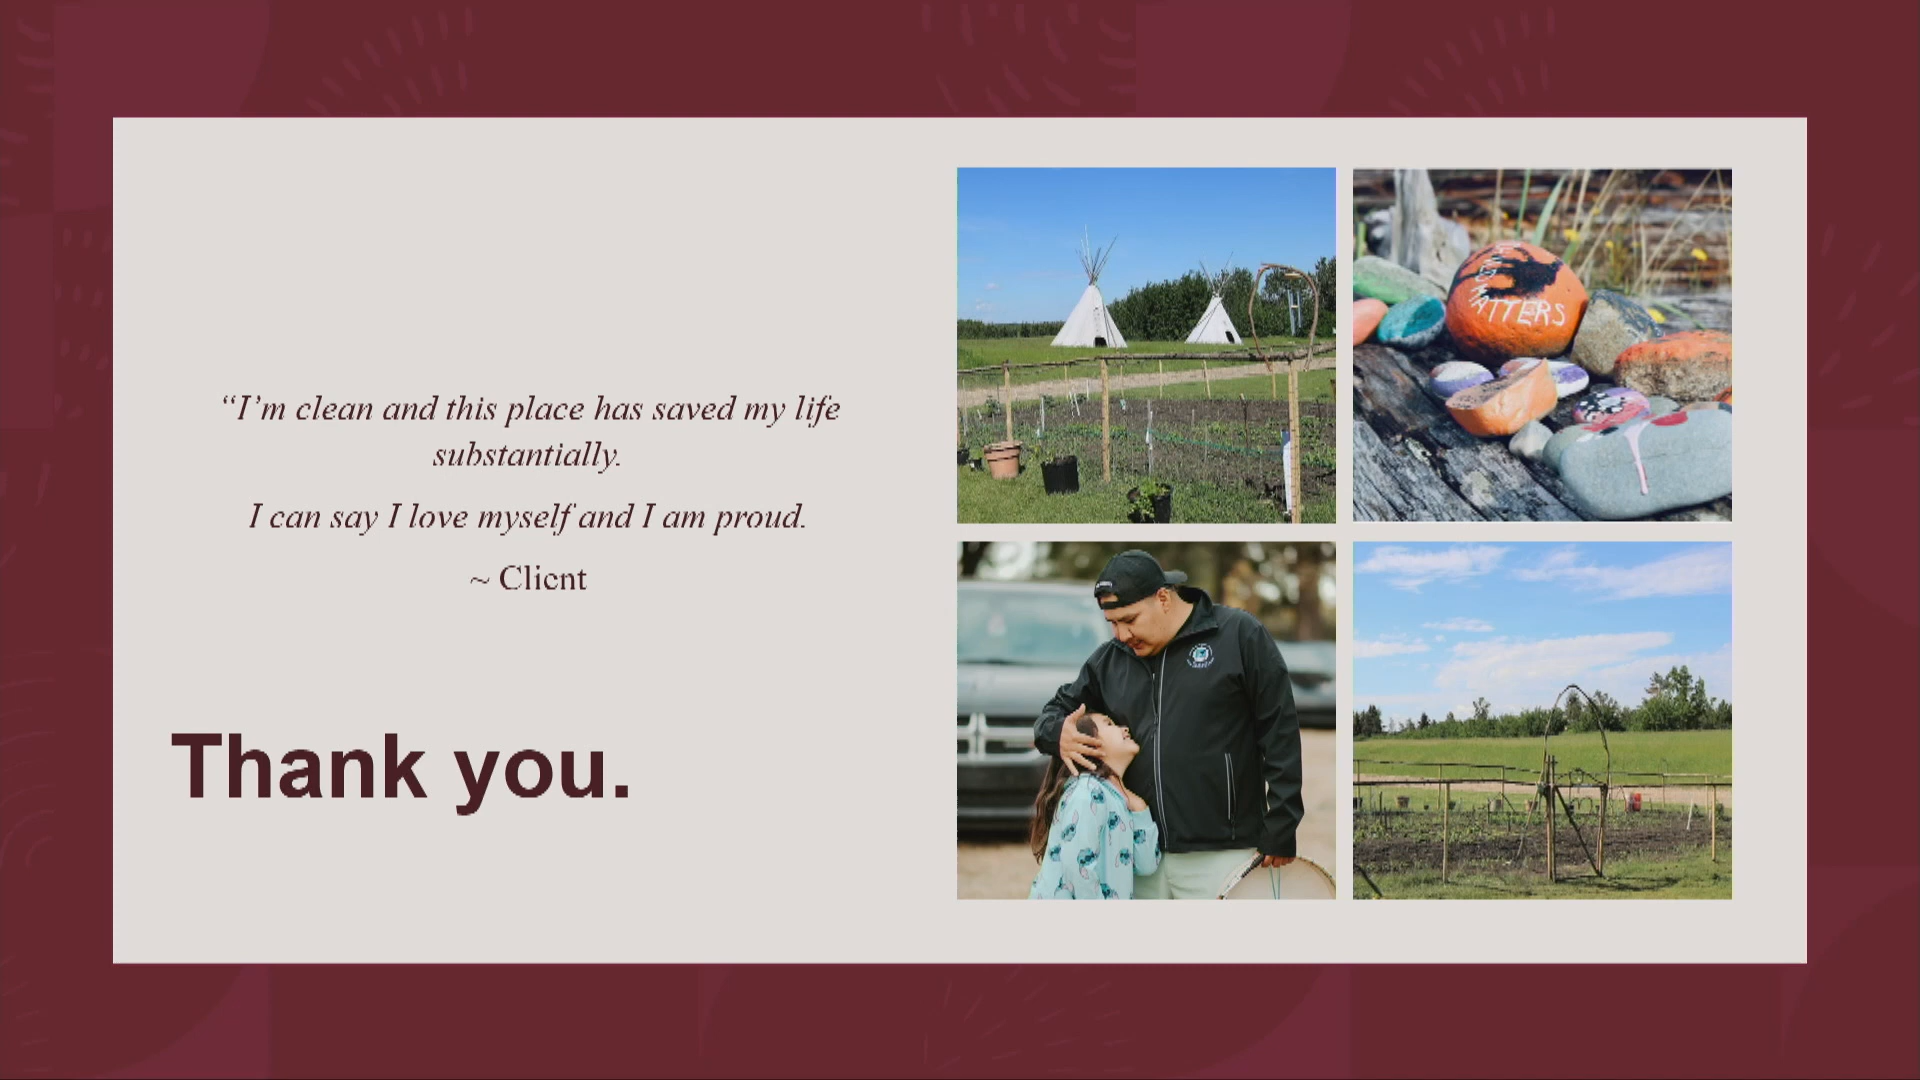 “I’m clean and this place has saved my life
substantially.
I can say I love myself and I am proud.
~ Client
Thank you.
MATTERS